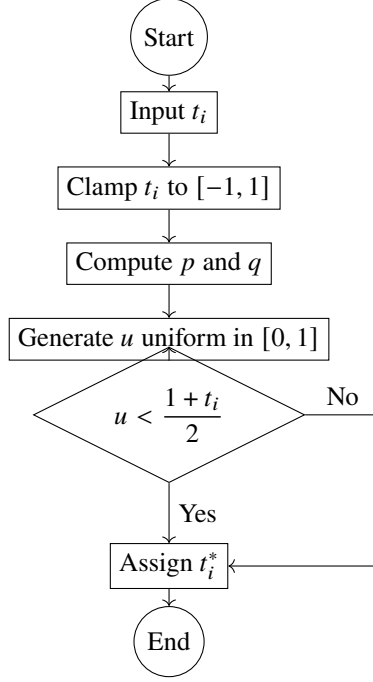 Start
Input t_i
Clamp t_i to [−1, 1]
Compute p and q
Generate u uniform in [0, 1]
u < \frac{1 + t_i}{2}
No
Yes
Assign t_i^*
End